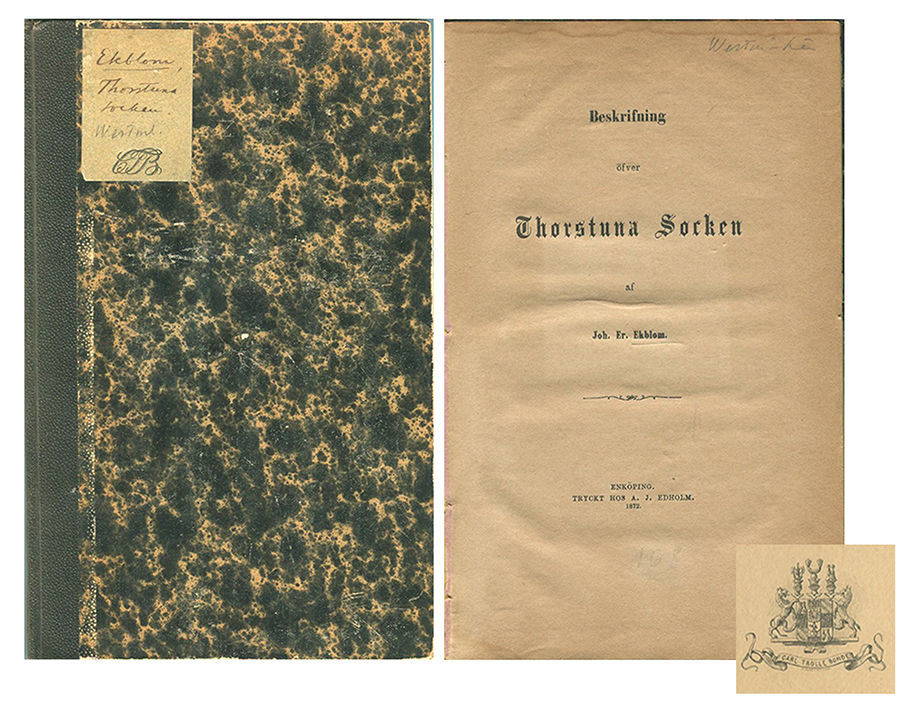 Ekblom,
Thorstuna
socken.
Westml.
CTB
Beskrifning
öfver
Thorstuna Socken
af
Joh. Er. Ekblom.
ENKÖPING.
TRYCKT HOS A. J. EDHOLM.
1872.
CARL TROLLE BONDE